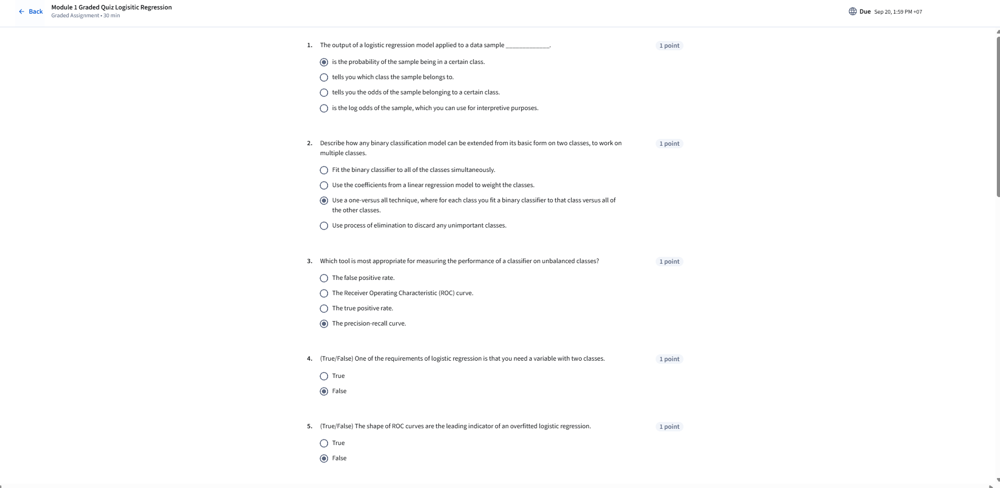 Back
Module 1 Graded Quiz Logisitic Regression
Graded Assignment • 30 min
Due Sep 20, 1:59 PM +07
1. The output of a logistic regression model applied to a data sample _____________. 1 point
is the probability of the sample being in a certain class.
tells you which class the sample belongs to.
tells you the odds of the sample belonging to a certain class.
is the log odds of the sample, which you can use for interpretive purposes.
2. Describe how any binary classification model can be extended from its basic form on two classes, to work on 1 point
multiple classes.
Fit the binary classifier to all of the classes simultaneously.
Use the coefficients from a linear regression model to weight the classes.
Use a one-versus all technique, where for each class you fit a binary classifier to that class versus all of
the other classes.
Use process of elimination to discard any unimportant classes.
3. Which tool is most appropriate for measuring the performance of a classifier on unbalanced classes? 1 point
The false positive rate.
The Receiver Operating Characteristic (ROC) curve.
The true positive rate.
The precision-recall curve.
4. (True/False) One of the requirements of logistic regression is that you need a variable with two classes. 1 point
True
False
5. (True/False) The shape of ROC curves are the leading indicator of an overfitted logistic regression. 1 point
True
False